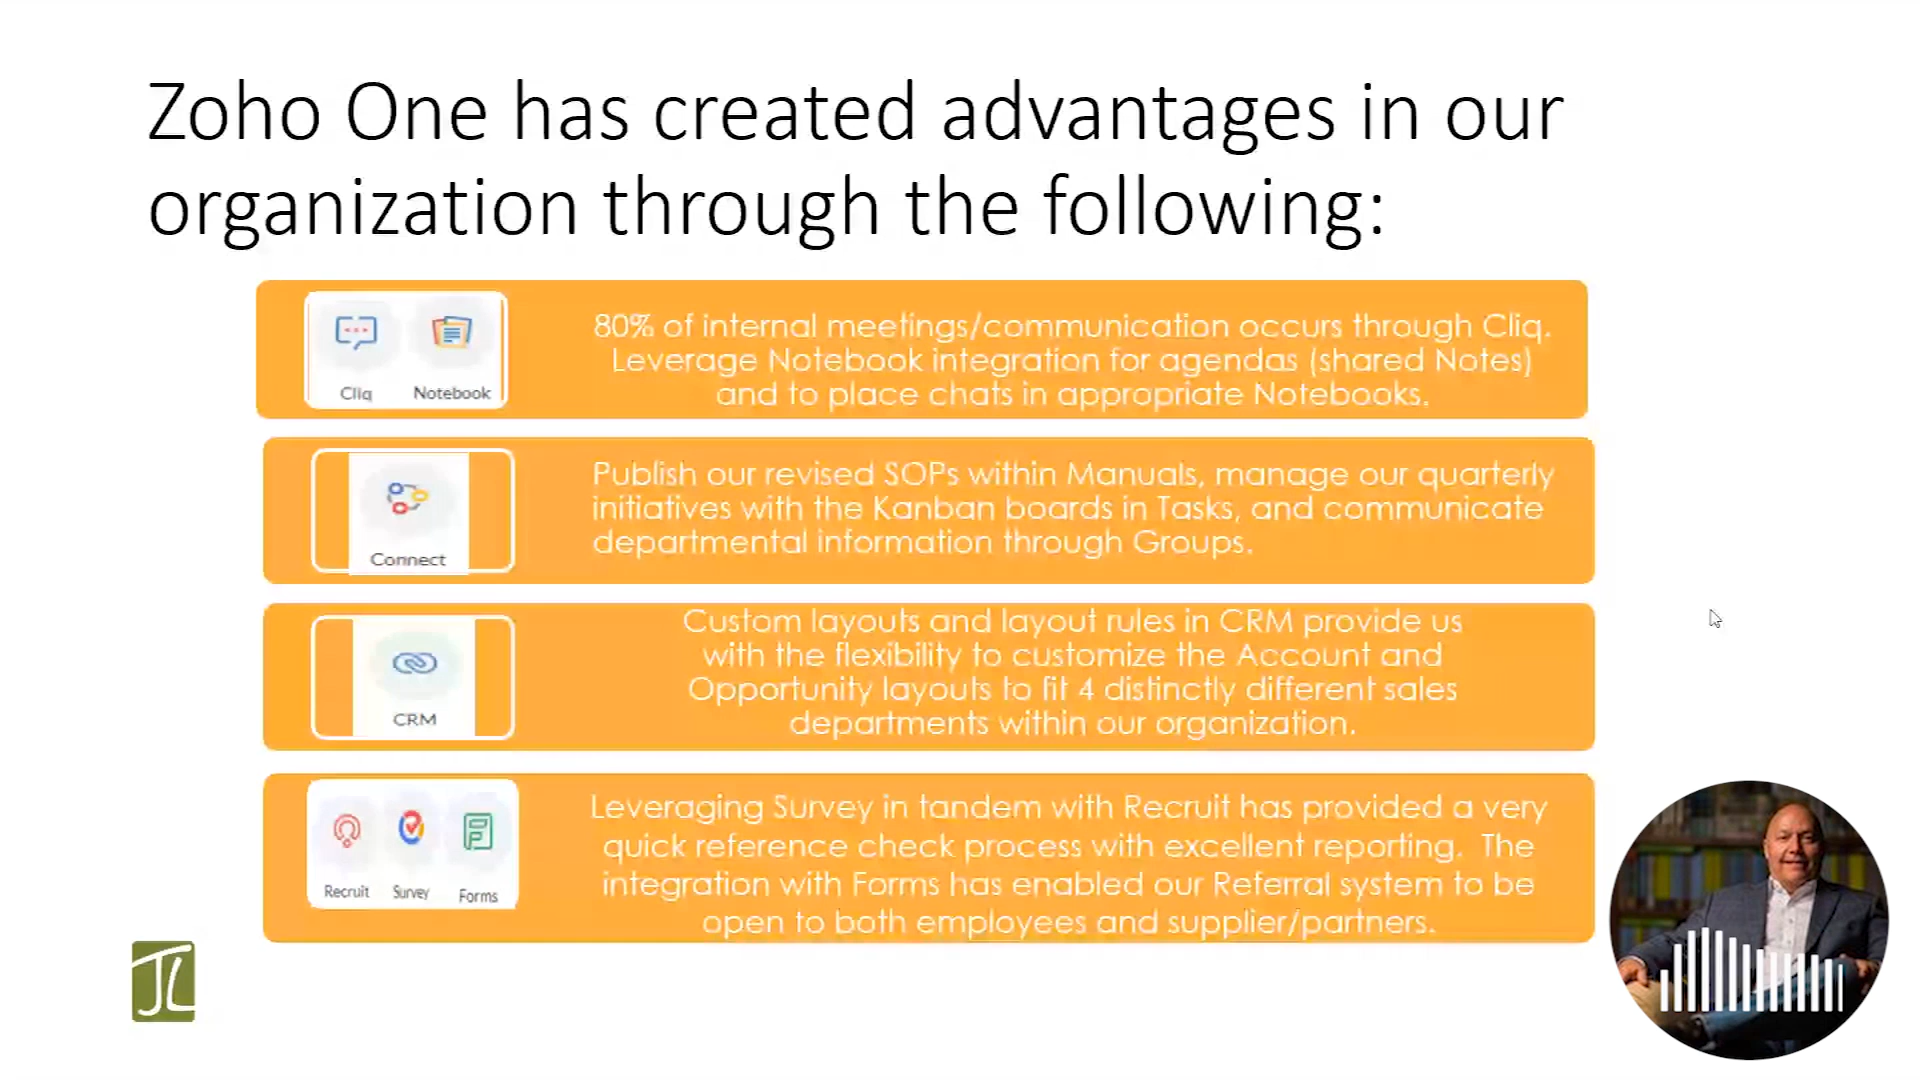 Zoho One has created advantages in our
organization through the following:
Cliq
Notebook
80% of internal meetings/communication occurs through Cliq.
Leverage Notebook integration for agendas (shared Notes)
and to place chats in appropriate Notebooks.
Connect
Publish our revised SOPs within Manuals, manage our quarterly
initiatives with the Kanban boards in Tasks, and communicate
departmental information through Groups.
CRM
Custom layouts and layout rules in CRM provide us
with the flexibility to customize the Account and
Opportunity layouts to fit 4 distinctly different sales
departments within our organization.
Recruit
Survey
Forms
Leveraging Survey in tandem with Recruit has provided a very
quick reference check process with excellent reporting.  The
integration with Forms has enabled our Referral system to be
open to both employees and supplier/partners.
JL